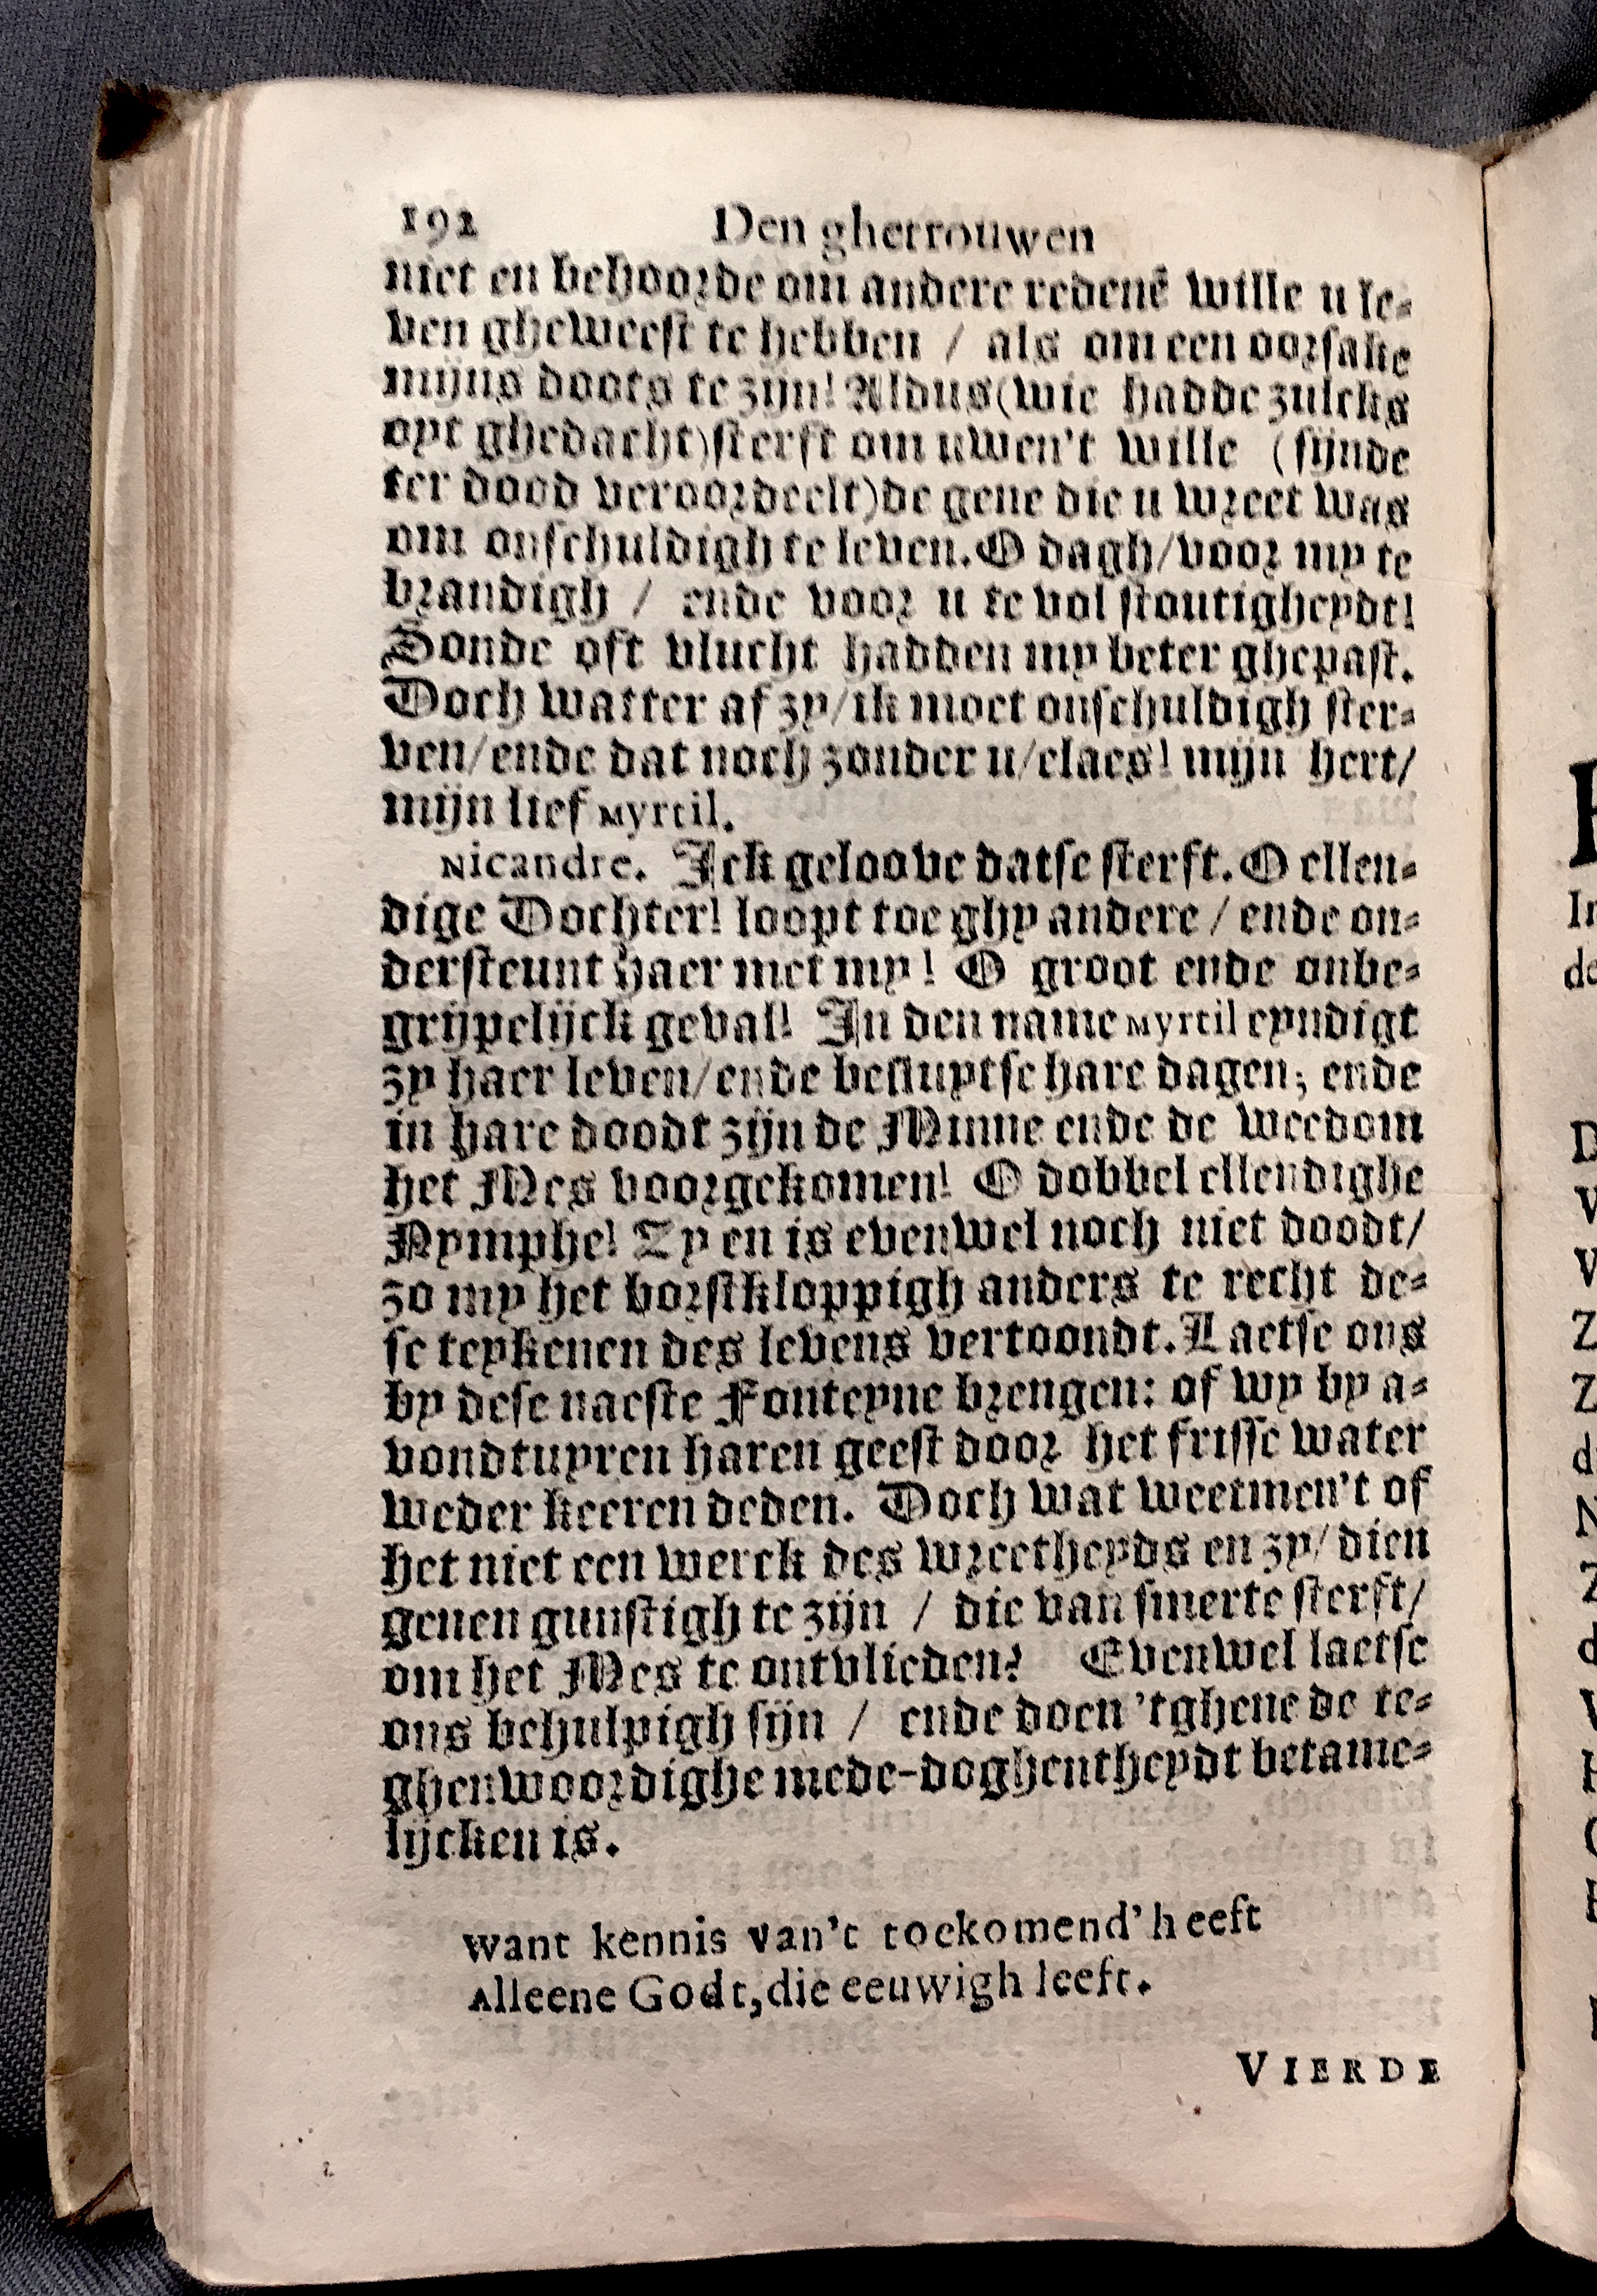 192 Den ghetrouwen
niet en behoorde om andere redenē wille u le-
ven gheweest te hebben / als om een oorsake
mijns doots te zijn! Aldus (wie hadde zulcks
oyt ghedacht) sterft om uwen't wille (sijnde
ter dood veroordeelt) de gene die u wreet was
om onschuldigh te leven. O dagh / voor my te
brandigh / ende voor u te vol stoutigheydt!
Sonde oft vlucht hadden my beter ghepast.
Doch watter af zy / ik moet onschuldigh ster-
ven / ende dat noch zonder u / elaes! mijn hert /
mijn lief Myrtil.
Nicandre. Ick geloove datse sterft. O ellen-
dige Dochter! loopt toe ghy andere / ende on-
dersteunt haer met my! O groot ende onbe-
grijpelijck geval! In den name Myrtil eyndigt
zy haer leven / ende besluytse hare dagen; ende
in hare doodt zijn de Minne ende de weedom
het Mes voorgekomen! O dobbel ellendighe
Nymphe! Zy en is evenwel noch niet doodt /
zo my het borstkloppigh anders te recht de-
se teykenen des levens vertoondt. Laetse ons
by dese naeste Fonteyne brengen: of wy by a-
vondtuyren haren geest door het frisse water
weder keeren deden. Doch wat weetmen't of
het niet een werck des wreetheyds en zy / dien
genen gunstigh te zijn / die van smerte sterft /
om het Mes te ontvlieden? Evenwel laetse
ons behulpigh sijn / ende doen 'tghene de te-
ghenwoordighe mede-doghentheydt betame-
lijcken is.
Want kennis van't toekomend' heeft
Alleene Godt, die eeuwigh leeft.
VIERDE